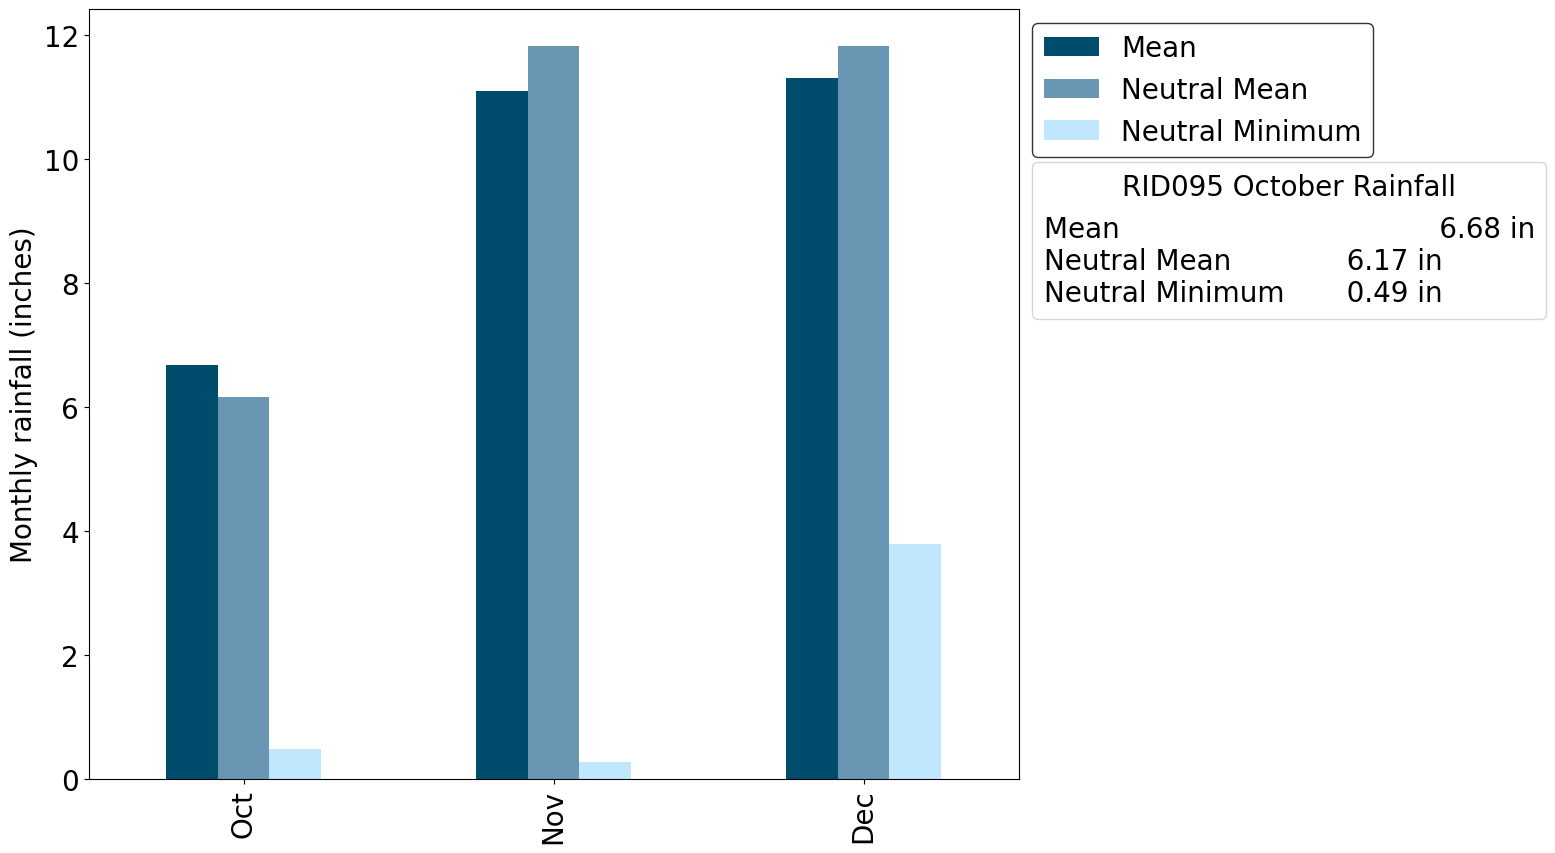 Monthly rainfall (inches)
12
10
8
6
4
2
0
Oct
Nov
Dec
Mean
Neutral Mean
Neutral Minimum
RID095 October Rainfall
Mean 6.68 in
Neutral Mean 6.17 in
Neutral Minimum 0.49 in